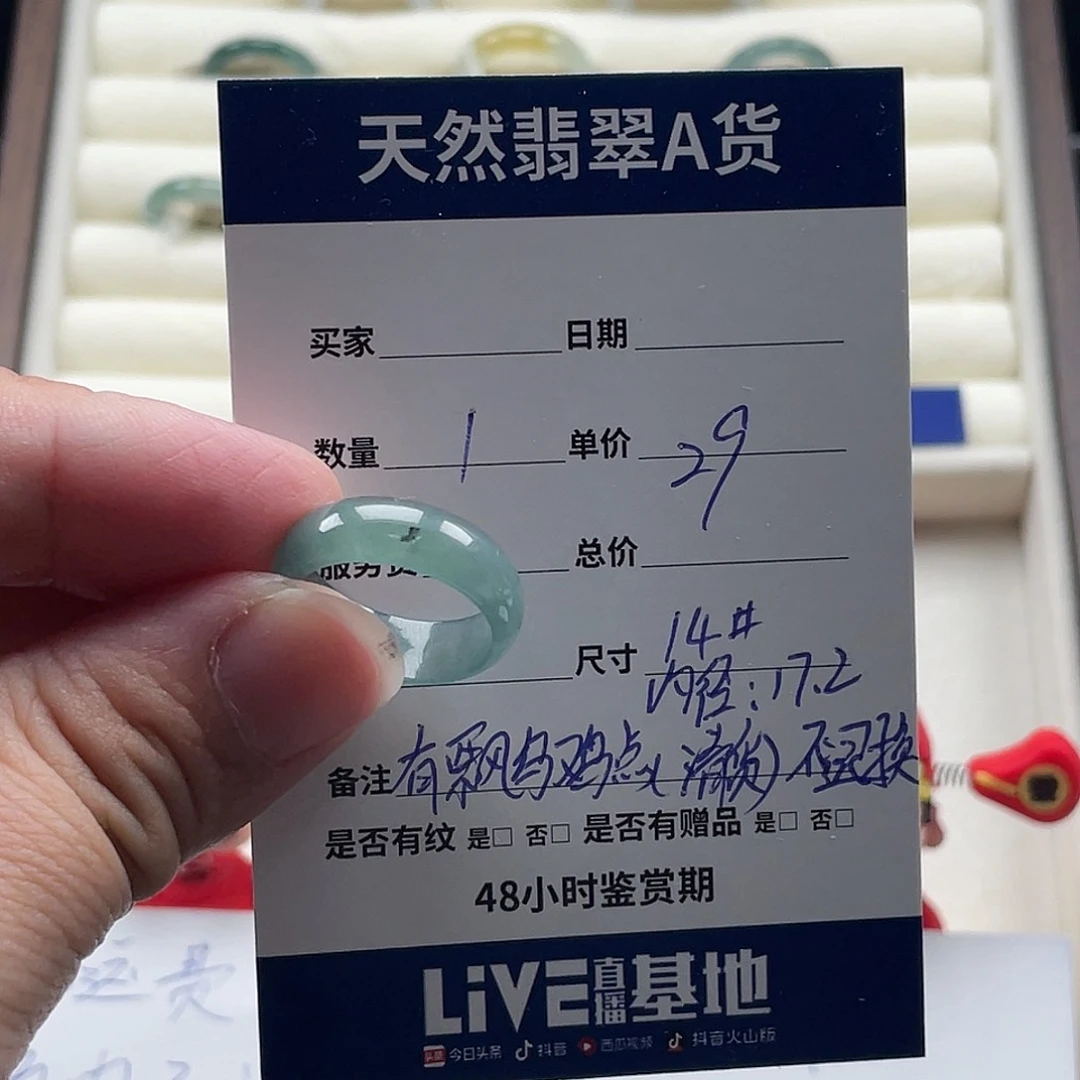 天然翡翠A货
买家 日期
数量 1 单价 29
总价
尺寸 14#
内径:17.2
备注 有飘 点 (清货) 不退换
是否有纹 是□ 否□ 是否有赠品 是□ 否□
48小时鉴赏期
LiVE直播基地
头条 今日头条 抖音 西瓜视频 抖音火山版